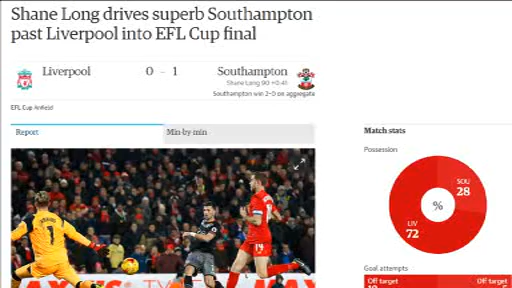 Shane Long drives superb Southampton
past Liverpool into EFL Cup final
Liverpool 0 - 1 Southampton
Shane Long 90 +0:41
Southampton win 2-0 on aggregate
EFL Cup Anfield
Report Min-by-min
Match stats
Possession
SOU
28
%
LIV
72
Goal attempts
Off target Off target
1
14